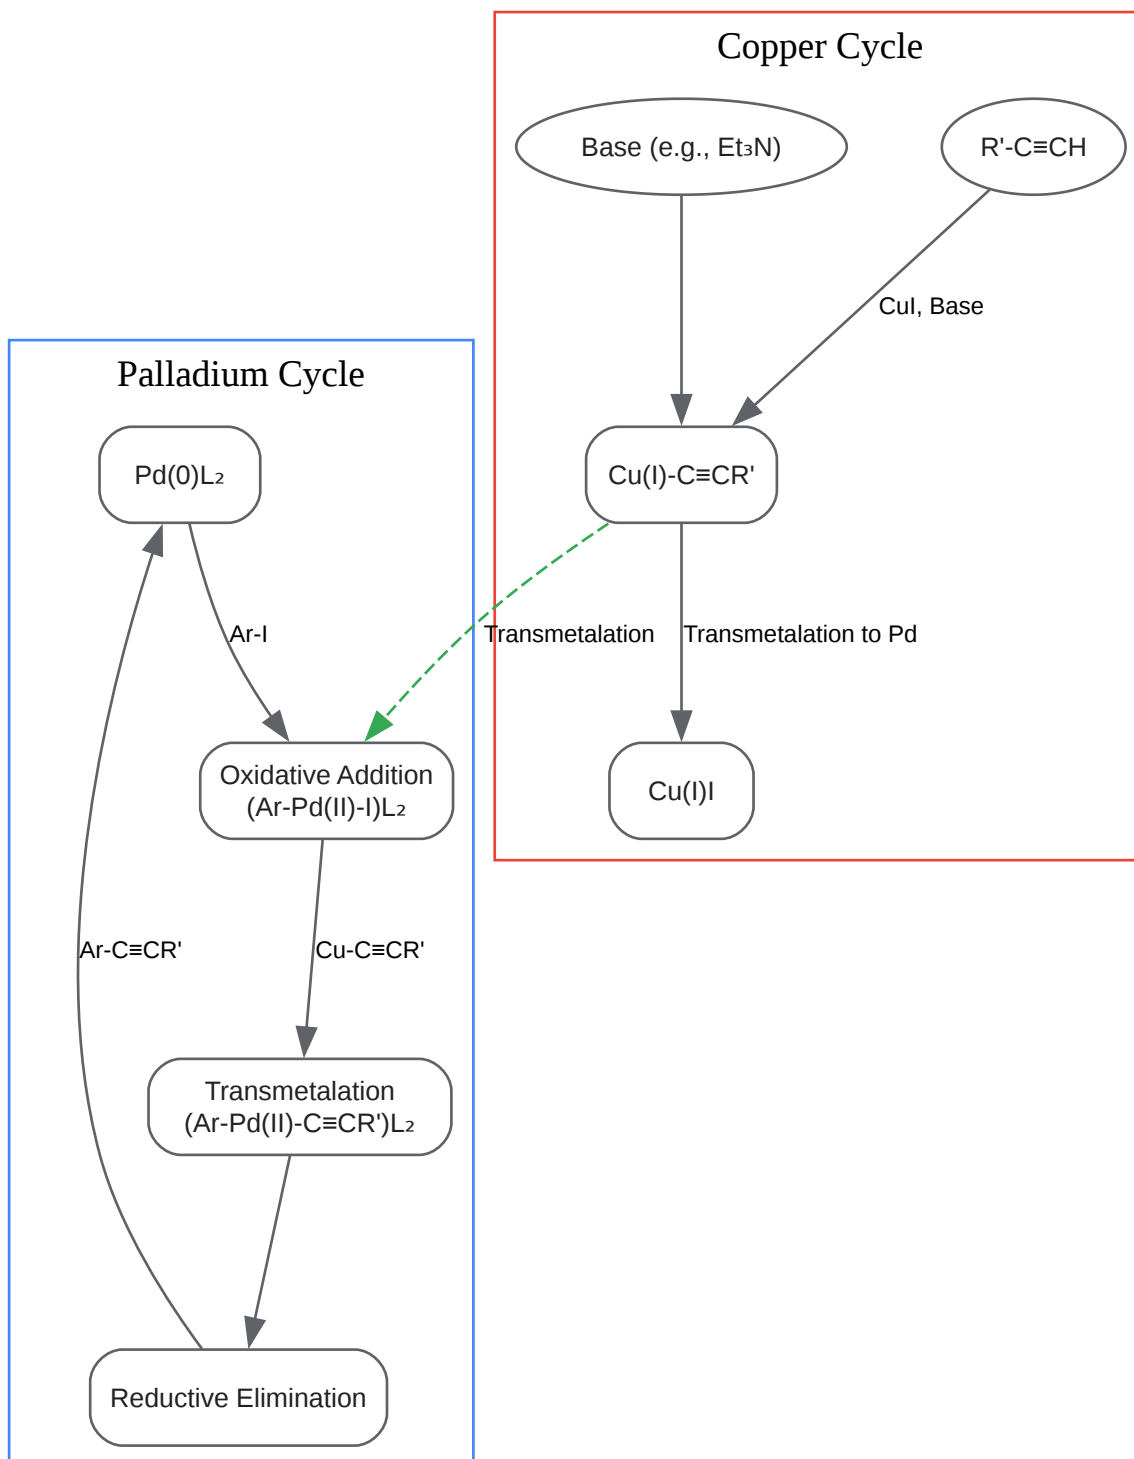 Copper Cycle
Base (e.g., Et₃N)
R'-C≡CH
CuI, Base
Palladium Cycle
Pd(0)L₂
Cu(I)-C≡CR'
Ar-I
Transmetalation
Transmetalation to Pd
Oxidative Addition
(Ar-Pd(II)-I)L₂
Cu(I)I
Ar-C≡CR'
Cu-C≡CR'
Transmetalation
(Ar-Pd(II)-C≡CR')L₂
Reductive Elimination